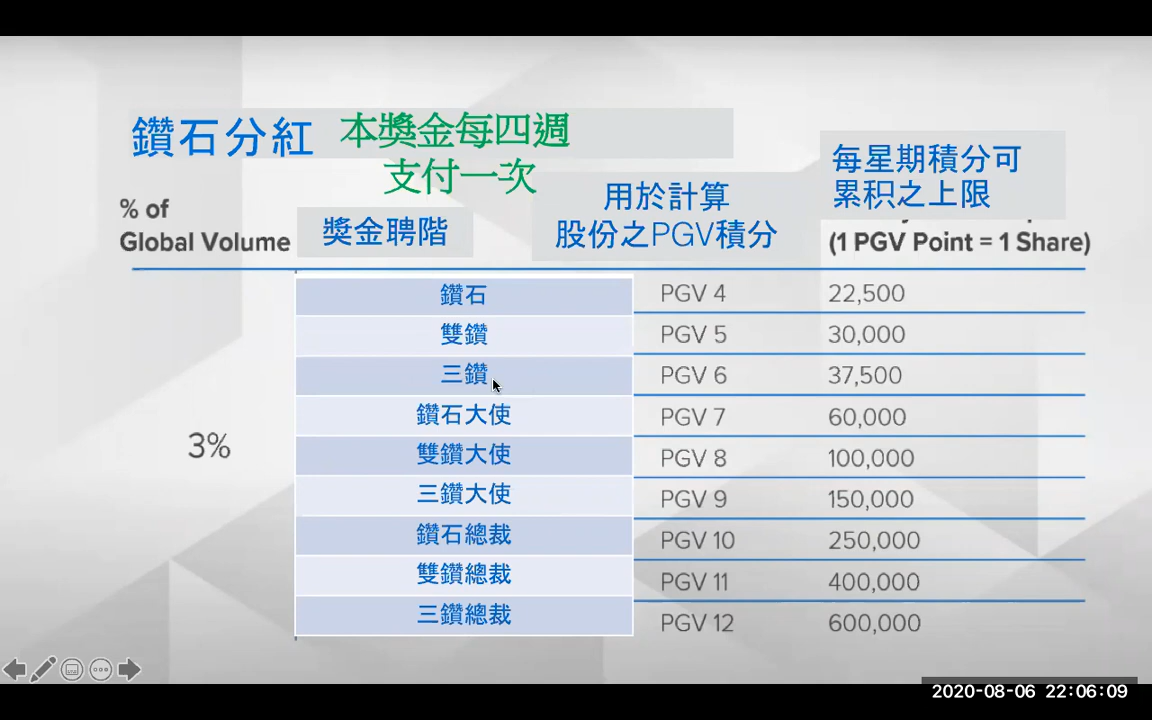 鑽石分紅
本獎金每四週
支付一次
% of
Global Volume
獎金聘階
用於計算
股份之PGV積分
每星期積分可
累积之上限
(1 PGV Point = 1 Share)
3%
鑽石 PGV 4 22,500
雙鑽 PGV 5 30,000
三鑽 PGV 6 37,500
鑽石大使 PGV 7 60,000
雙鑽大使 PGV 8 100,000
三鑽大使 PGV 9 150,000
鑽石總裁 PGV 10 250,000
雙鑽總裁 PGV 11 400,000
三鑽總裁 PGV 12 600,000
2020-08-06 22:06:09